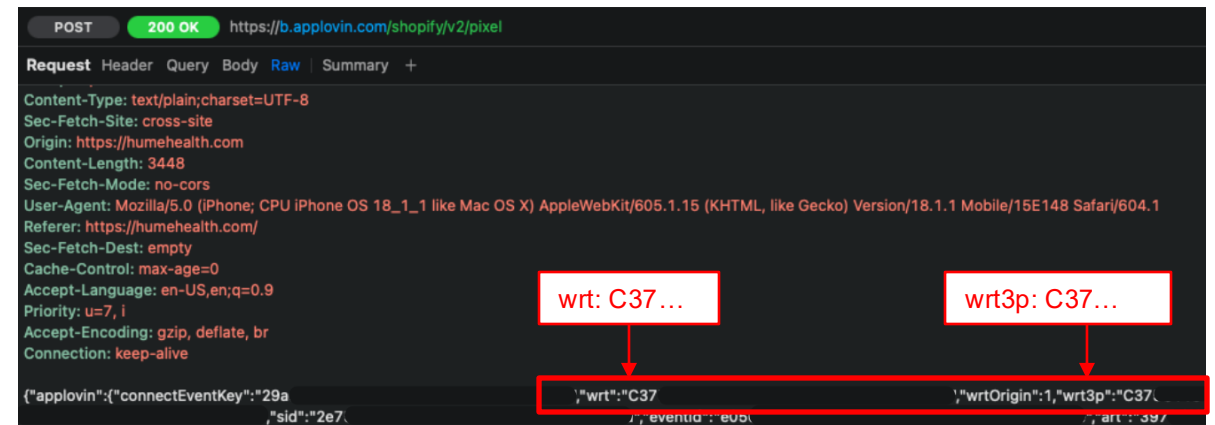 POST 200 OK https://b.applovin.com/shopify/v2/pixel
Request Header Query Body Raw | Summary +
Content-Type: text/plain;charset=UTF-8
Sec-Fetch-Site: cross-site
Origin: https://humehealth.com
Content-Length: 3448
Sec-Fetch-Mode: no-cors
User-Agent: Mozilla/5.0 (iPhone; CPU iPhone OS 18_1_1 like Mac OS X) AppleWebKit/605.1.15 (KHTML, like Gecko) Version/18.1.1 Mobile/15E148 Safari/604.1
Referer: https://humehealth.com/
Sec-Fetch-Dest: empty
Cache-Control: max-age=0
Accept-Language: en-US,en;q=0.9
Priority: u=7, i
Accept-Encoding: gzip, deflate, br
Connection: keep-alive
wrt: C37...
wrt3p: C37...
{"applovin":{"connectEventKey":"29a ","wrt":"C37 ","wrtOrigin":1,"wrt3p":"C37
,"sid":"2e7 ,"eventId":"e05 ,"art":"397